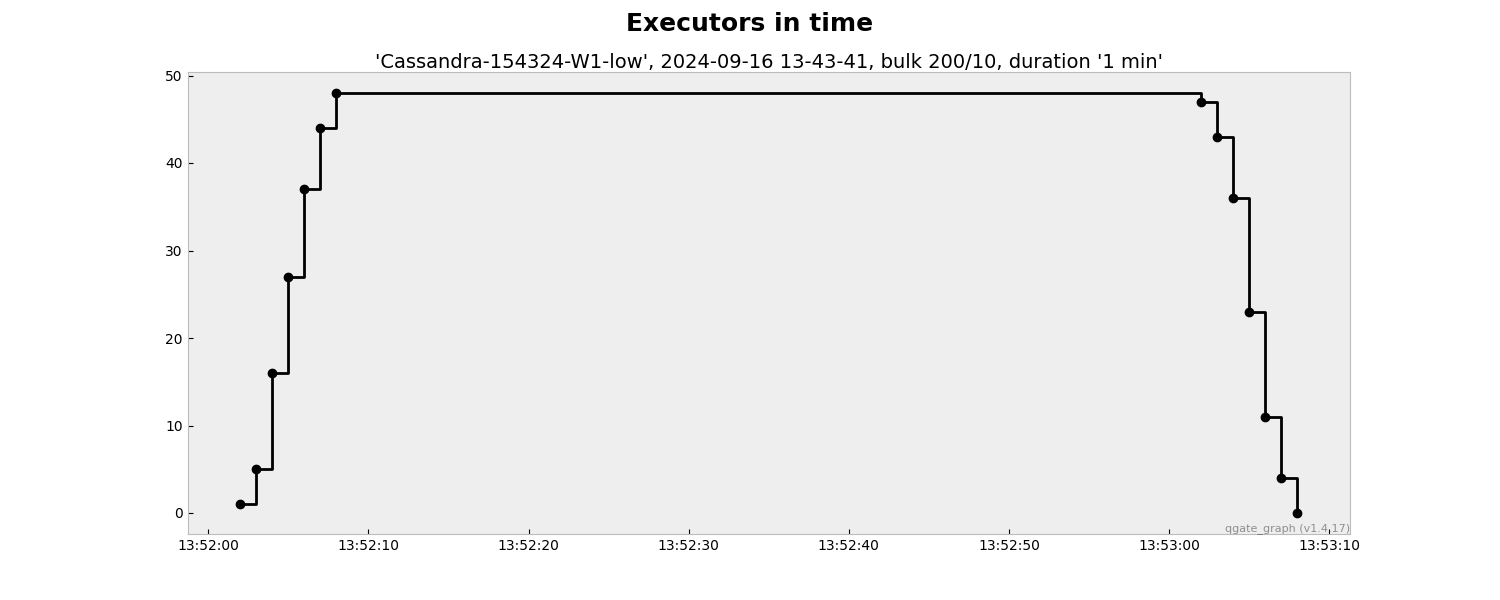 Executors in time
'Cassandra-154324-W1-low', 2024-09-16 13-43-41, bulk 200/10, duration '1 min'
50
40
30
20
10
0
qgate_graph (v1.4.17)
13:52:00 13:52:10 13:52:20 13:52:30 13:52:40 13:52:50 13:53:00 13:53:10